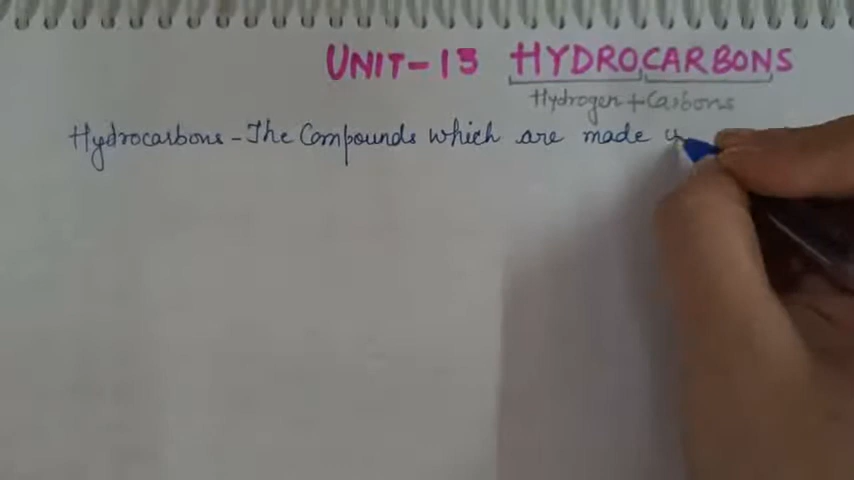 UNIT-13 HYDROCARBONS
Hydrogen + Carbons
Hydrocarbons - The Compounds which are made u